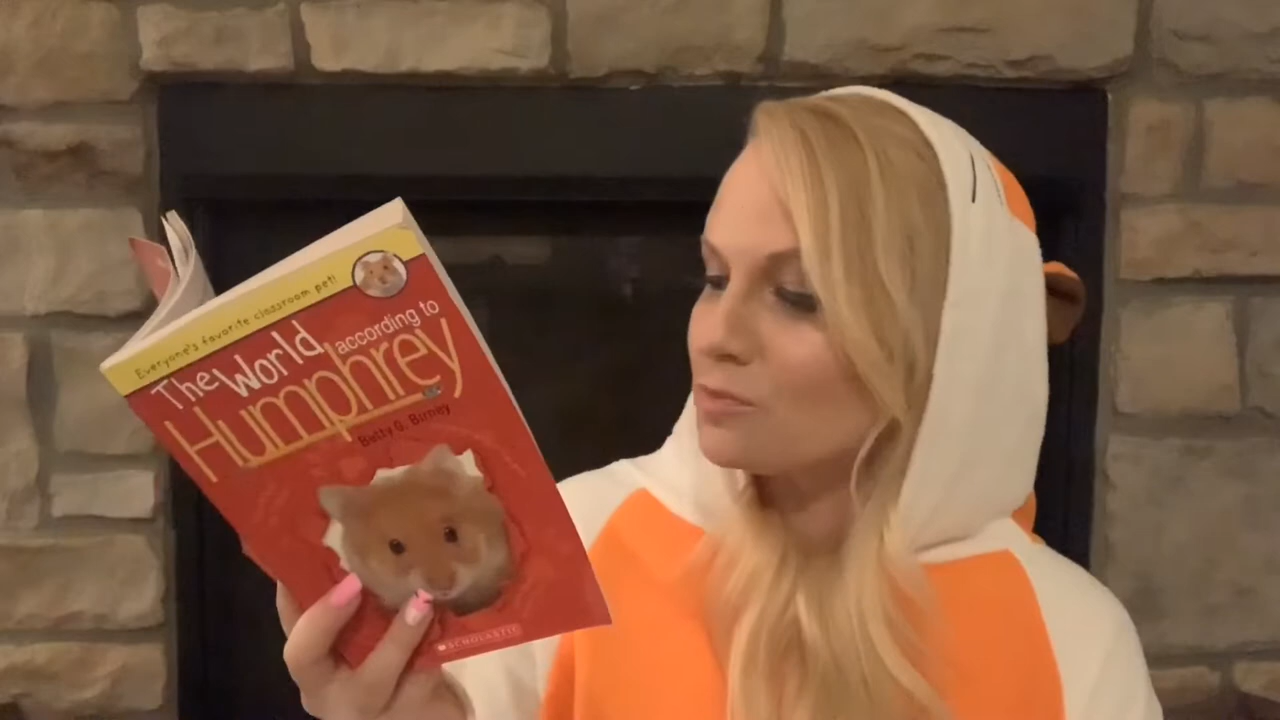 Everyone's favorite classroom pet!
The World according to
Humphrey
Betty G. Birney
SCHOLASTIC